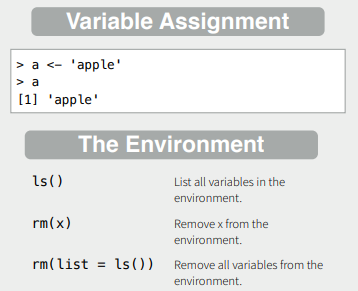 Variable Assignment
> a <- 'apple'
> a
[1] 'apple'
The Environment
ls() List all variables in the
environment.
rm(x) Remove x from the
environment.
rm(list = ls()) Remove all variables from the
environment.